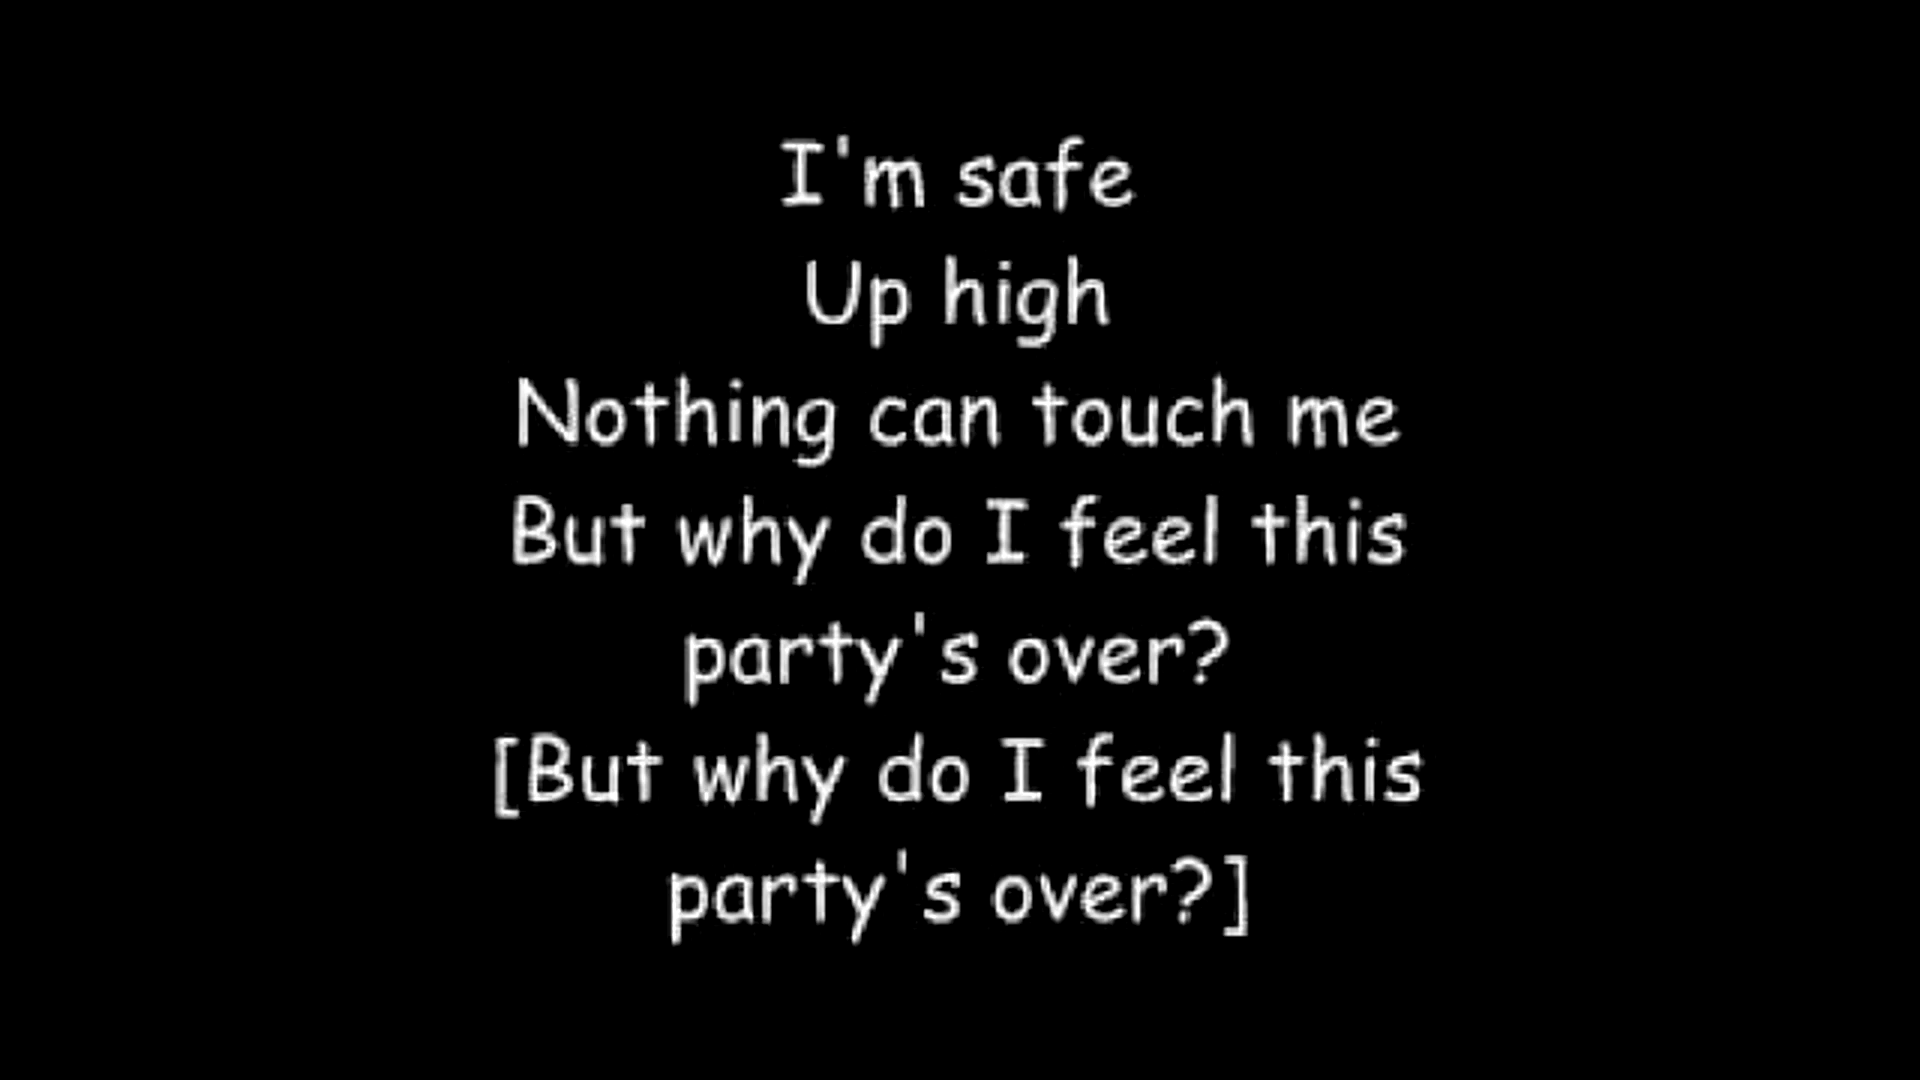 I'm safe
Up high
Nothing can touch me
But why do I feel this
party's over?
[But why do I feel this
party's over?]